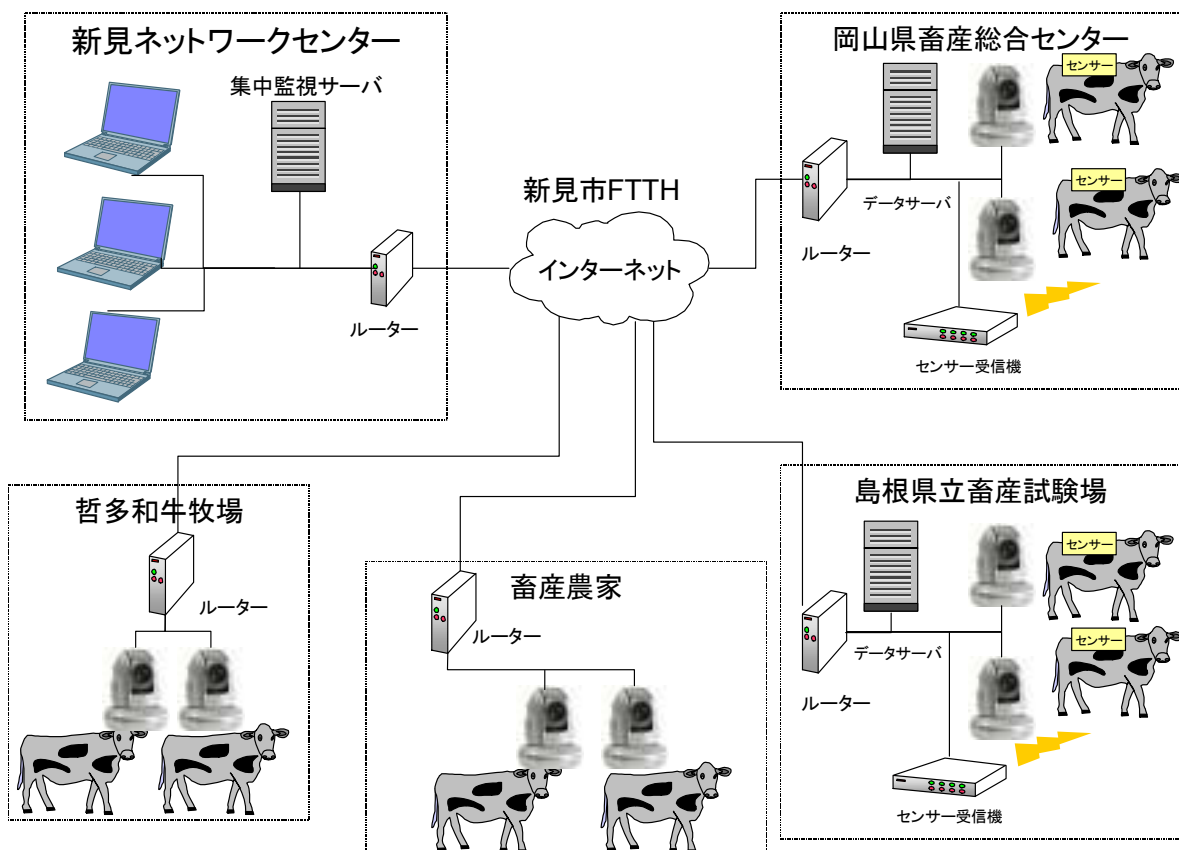 新見ネットワークセンター
集中監視サーバ
ルーター
新見市FTTH
インターネット
岡山県畜産総合センター
センサー
センサー
データサーバ
ルーター
センサー受信機
哲多和牛牧場
ルーター
畜産農家
ルーター
島根県立畜産試験場
センサー
センサー
データサーバ
ルーター
センサー受信機